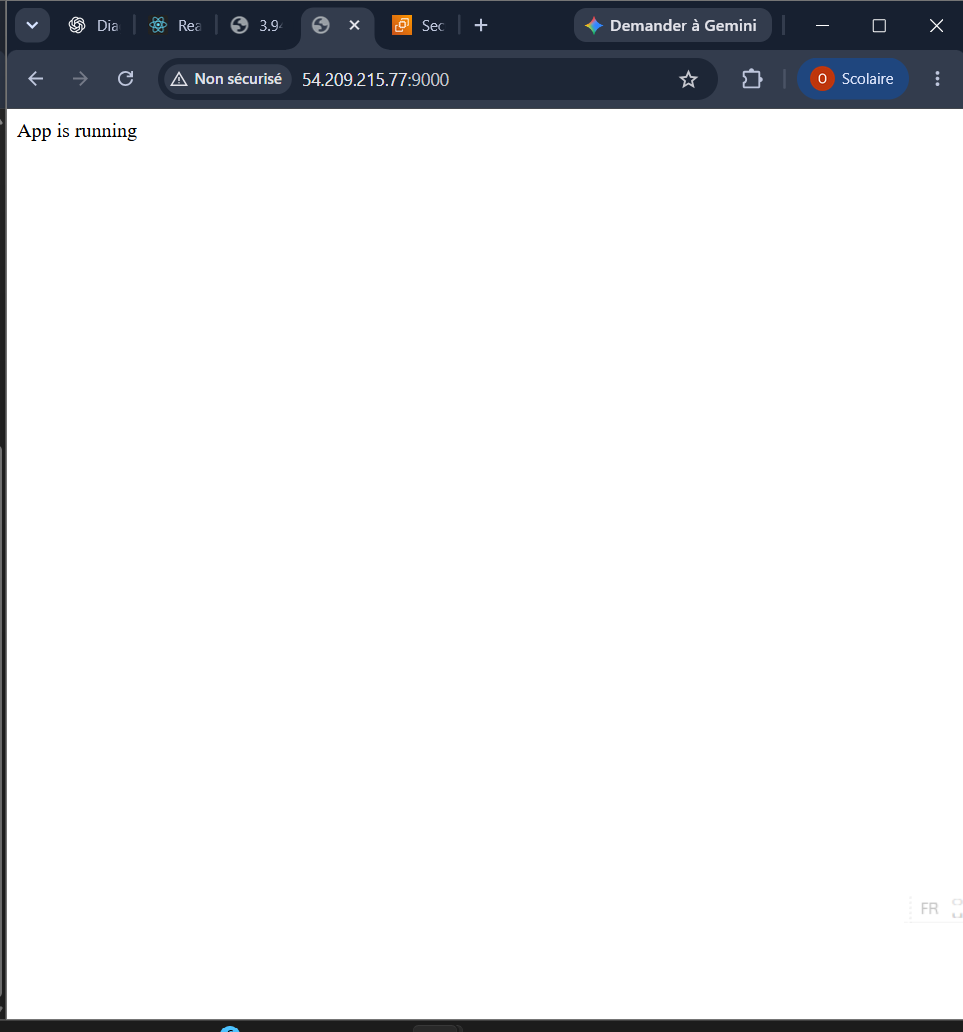 Dia
Rea
3.9
Sec
Demander à Gemini
Non sécurisé
54.209.215.77:9000
O
Scolaire
App is running
FR